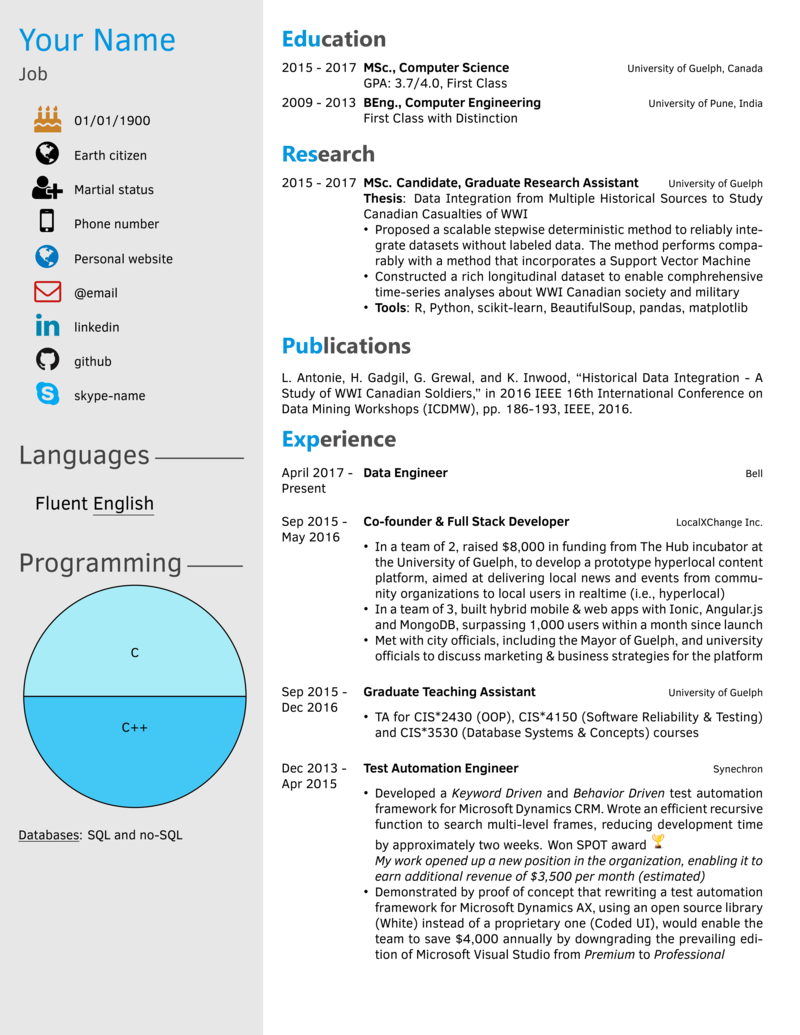 Your Name
Job
01/01/1900
Earth citizen
Martial status
Phone number
Personal website
@email
linkedin
github
skype-name
Languages
Fluent English
Programming
C
C++
Databases: SQL and no-SQL
Education
2015 - 2017 MSc., Computer Science University of Guelph, Canada
GPA: 3.7/4.0, First Class
2009 - 2013 BEng., Computer Engineering University of Pune, India
First Class with Distinction
Research
2015 - 2017 MSc. Candidate, Graduate Research Assistant University of Guelph
Thesis: Data Integration from Multiple Historical Sources to Study
Canadian Casualties of WWI
• Proposed a scalable stepwise deterministic method to reliably inte-
grate datasets without labeled data. The method performs compa-
rably with a method that incorporates a Support Vector Machine
• Constructed a rich longitudinal dataset to enable comphrehensive
time-series analyses about WWI Canadian society and military
• Tools: R, Python, scikit-learn, BeautifulSoup, pandas, matplotlib
Publications
L. Antonie, H. Gadgil, G. Grewal, and K. Inwood, “Historical Data Integration - A
Study of WWI Canadian Soldiers,” in 2016 IEEE 16th International Conference on
Data Mining Workshops (ICDMW), pp. 186-193, IEEE, 2016.
Experience
April 2017 - Data Engineer Bell
Present
Sep 2015 - Co-founder & Full Stack Developer LocalXChange Inc.
May 2016
• In a team of 2, raised $8,000 in funding from The Hub incubator at
the University of Guelph, to develop a prototype hyperlocal content
platform, aimed at delivering local news and events from commu-
nity organizations to local users in realtime (i.e., hyperlocal)
• In a team of 3, built hybrid mobile & web apps with Ionic, Angular.js
and MongoDB, surpassing 1,000 users within a month since launch
• Met with city officials, including the Mayor of Guelph, and university
officials to discuss marketing & business strategies for the platform
Sep 2015 - Graduate Teaching Assistant University of Guelph
Dec 2016
• TA for CIS*2430 (OOP), CIS*4150 (Software Reliability & Testing)
and CIS*3530 (Database Systems & Concepts) courses
Dec 2013 - Test Automation Engineer Synechron
Apr 2015
• Developed a Keyword Driven and Behavior Driven test automation
framework for Microsoft Dynamics CRM. Wrote an efficient recursive
function to search multi-level frames, reducing development time
by approximately two weeks. Won SPOT award
My work opened up a new position in the organization, enabling it to
earn additional revenue of $3,500 per month (estimated)
• Demonstrated by proof of concept that rewriting a test automation
framework for Microsoft Dynamics AX, using an open source library
(White) instead of a proprietary one (Coded UI), would enable the
team to save $4,000 annually by downgrading the prevailing edi-
tion of Microsoft Visual Studio from Premium to Professional